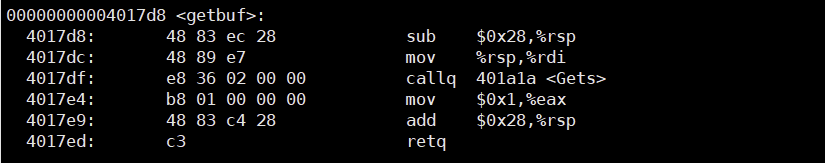 00000000004017d8 <getbuf>:
4017d8: 48 83 ec 28 sub $0x28,%rsp
4017dc: 48 89 e7 mov %rsp,%rdi
4017df: e8 36 02 00 00 callq 401a1a <Gets>
4017e4: b8 01 00 00 00 mov $0x1,%eax
4017e9: 48 83 c4 28 add $0x28,%rsp
4017ed: c3 retq